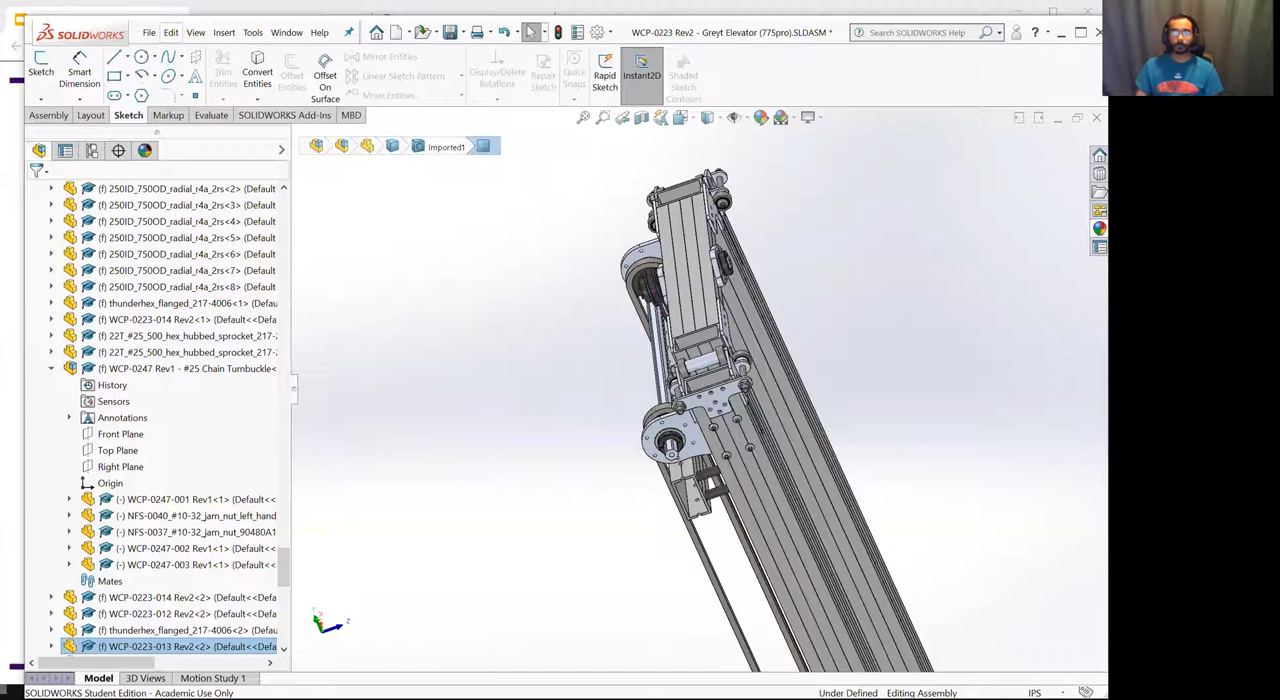 SOLIDWORKS
File
Edit
View
Insert
Tools
Window
Help
WCP-0223 Rev2 - Greyt Elevator (775pro).SLDASM *
Search SOLIDWORKS Help
Sketch
Smart Dimension
Trim Entities
Convert Entities
Offset Entities
Offset On Surface
Mirror Entities
Linear Sketch Pattern
Move Entities
Display/Delete Relations
Repair Sketch
Quick Snaps
Rapid Sketch
Instant2D
Shaded Sketch Contours
Assembly
Layout
Sketch
Markup
Evaluate
SOLIDWORKS Add-Ins
MBD
Imported1
(f) 250ID_750OD_radial_r4a_2rs<2> (Default
(f) 250ID_750OD_radial_r4a_2rs<3> (Default
(f) 250ID_750OD_radial_r4a_2rs<4> (Default
(f) 250ID_750OD_radial_r4a_2rs<5> (Default
(f) 250ID_750OD_radial_r4a_2rs<6> (Default
(f) 250ID_750OD_radial_r4a_2rs<7> (Default
(f) 250ID_750OD_radial_r4a_2rs<8> (Default
(f) thunderhex_flanged_217-4006<1> (Defau
(f) WCP-0223-014 Rev2<1> (Default<<Defa
(f) 22T_#25_500_hex_hubbed_sprocket_217-
(f) 22T_#25_500_hex_hubbed_sprocket_217-
(f) WCP-0247 Rev1 - #25 Chain Turnbuckle<
History
Sensors
Annotations
Front Plane
Top Plane
Right Plane
Origin
(-) WCP-0247-001 Rev1<1> (Default<<
(-) NFS-0040_#10-32_jam_nut_left_hand
(-) NFS-0037_#10-32_jam_nut_90480A1
(-) WCP-0247-002 Rev1<1> (Default<<
(-) WCP-0247-003 Rev1<1> (Default<<
Mates
(f) WCP-0223-014 Rev2<2> (Default<<Defa
(f) WCP-0223-012 Rev2<2> (Default<<Defa
(f) thunderhex_flanged_217-4006<2> (Defau
(f) WCP-0223-013 Rev2<2> (Default<<Defa
Model
3D Views
Motion Study 1
SOLIDWORKS Student Edition - Academic Use Only
Under Defined
Editing Assembly
IPS